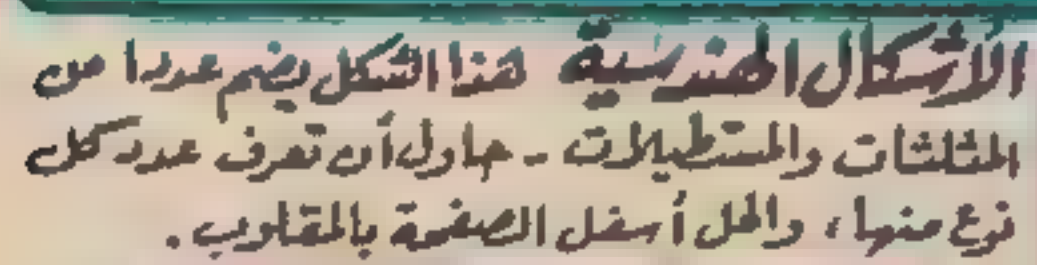 الأشكال الهندسية هذا الشكل يضم عددا من
المثلثات والمستطيلات - حاول أن تعرف عدد كل
نوع منها ، والحل أسفل الصفحة بالمقلوب .